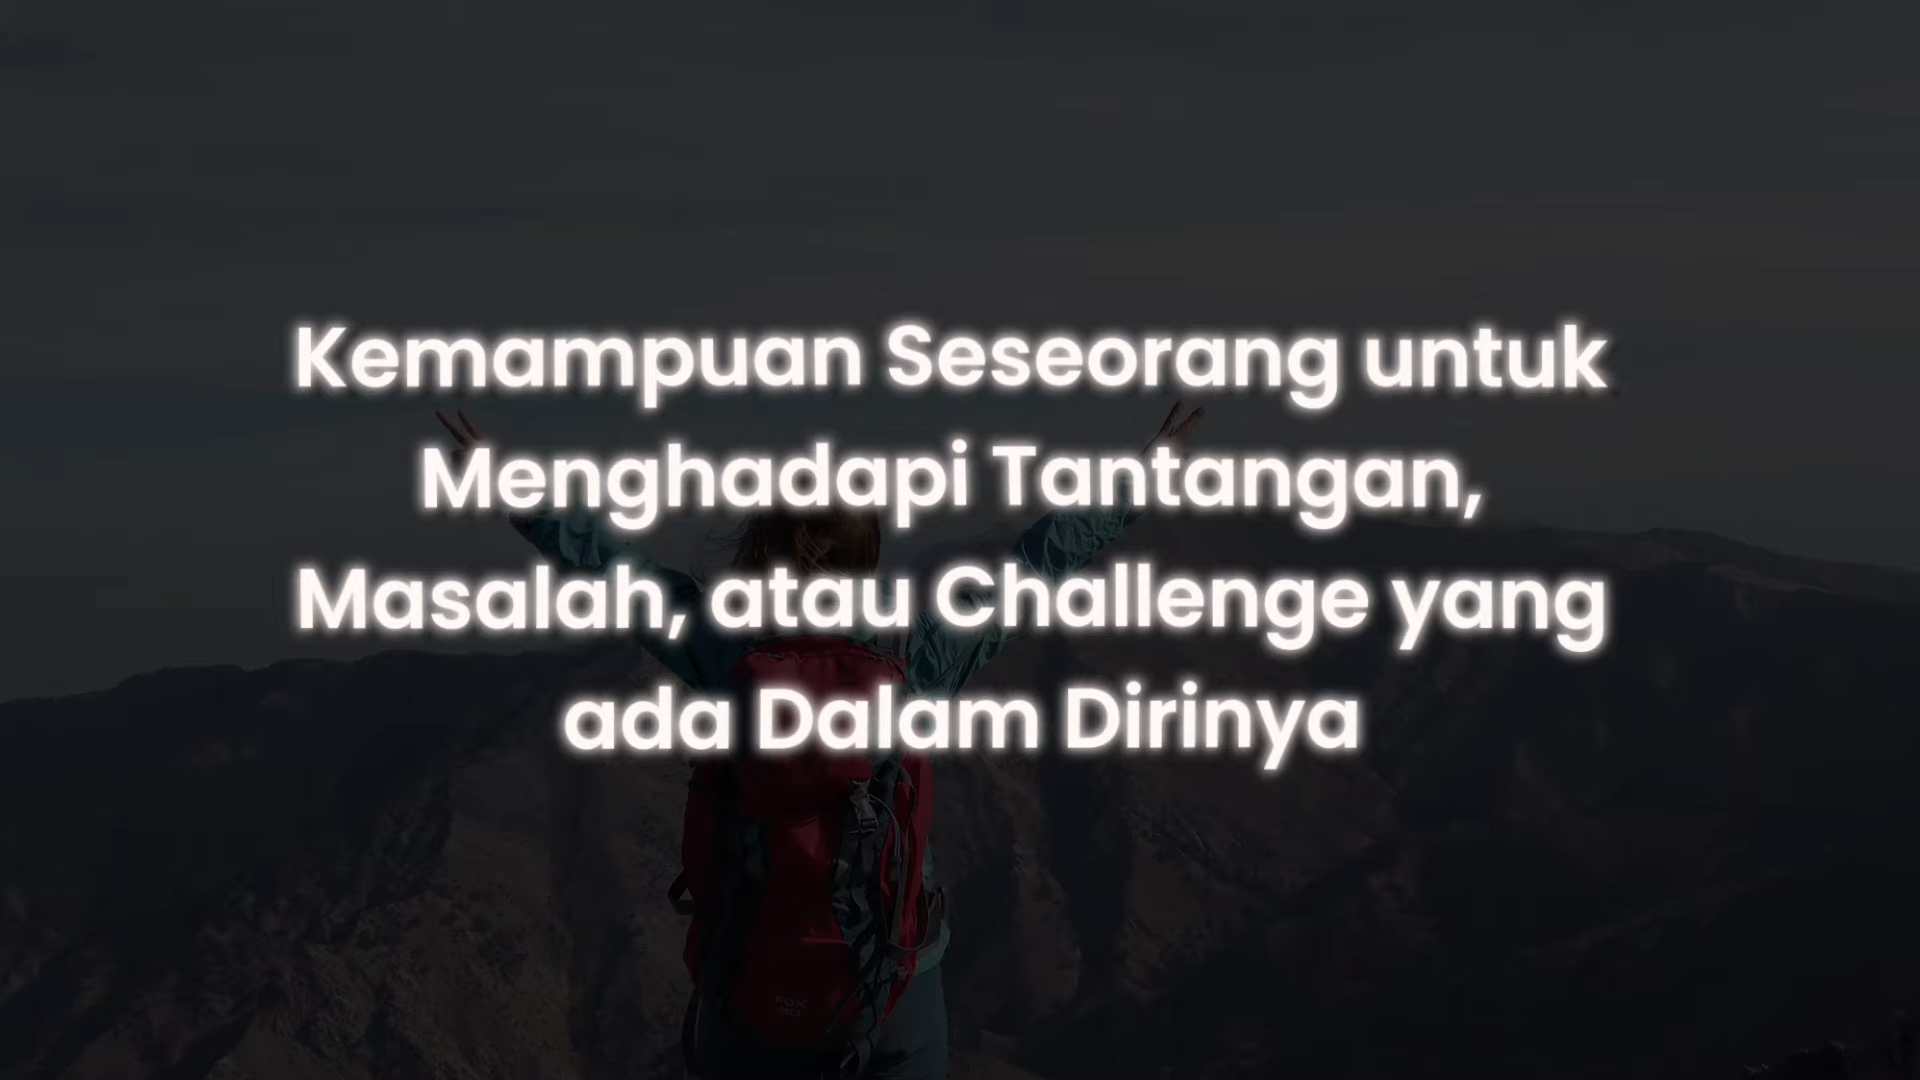 Kemampuan Seseorang untuk
Menghadapi Tantangan,
Masalah, atau Challenge yang
ada Dalam Dirinya